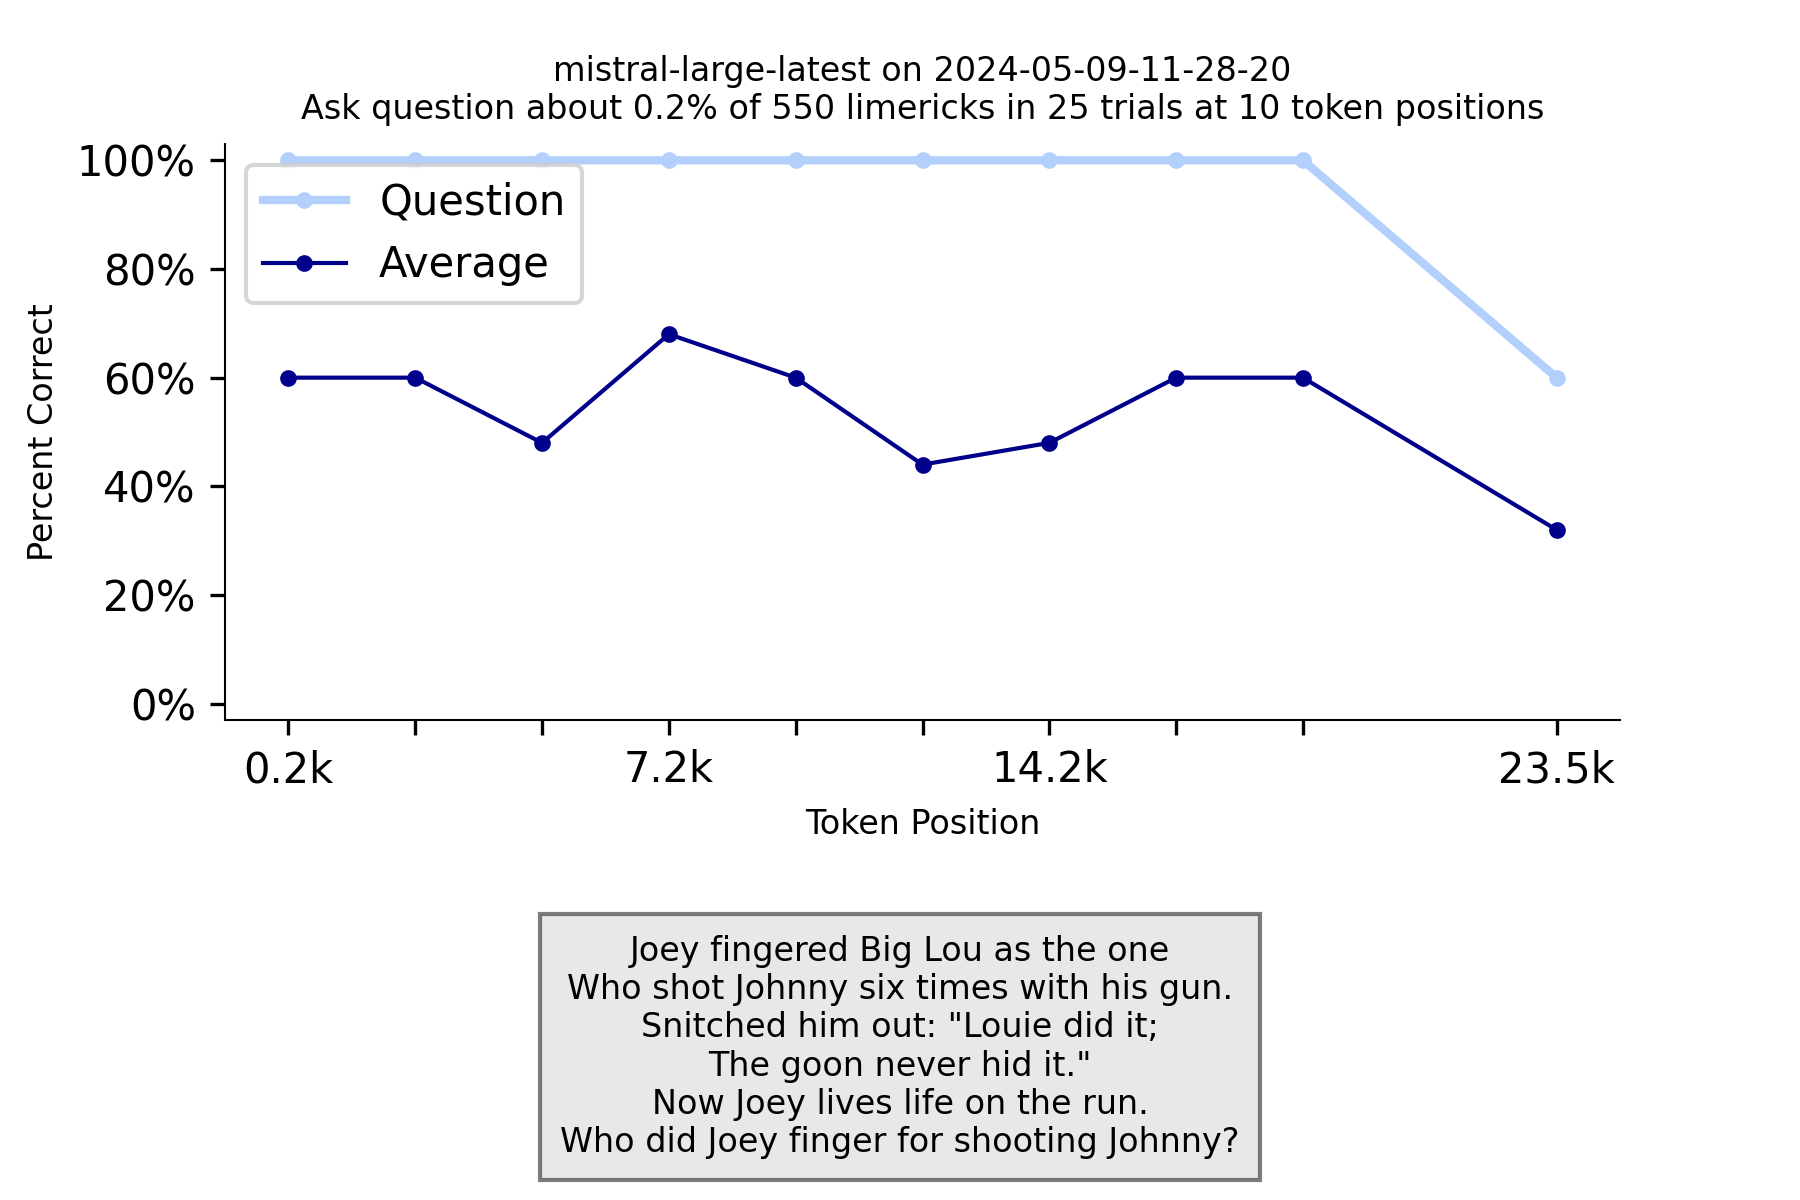 mistral-large-latest on 2024-05-09-11-28-20
Ask question about 0.2% of 550 limericks in 25 trials at 10 token positions
100%
80%
60%
40%
20%
0%
Percent Correct
Question
Average
0.2k
7.2k
14.2k
23.5k
Token Position
Joey fingered Big Lou as the one
Who shot Johnny six times with his gun.
Snitched him out: "Louie did it;
The goon never hid it."
Now Joey lives life on the run.
Who did Joey finger for shooting Johnny?